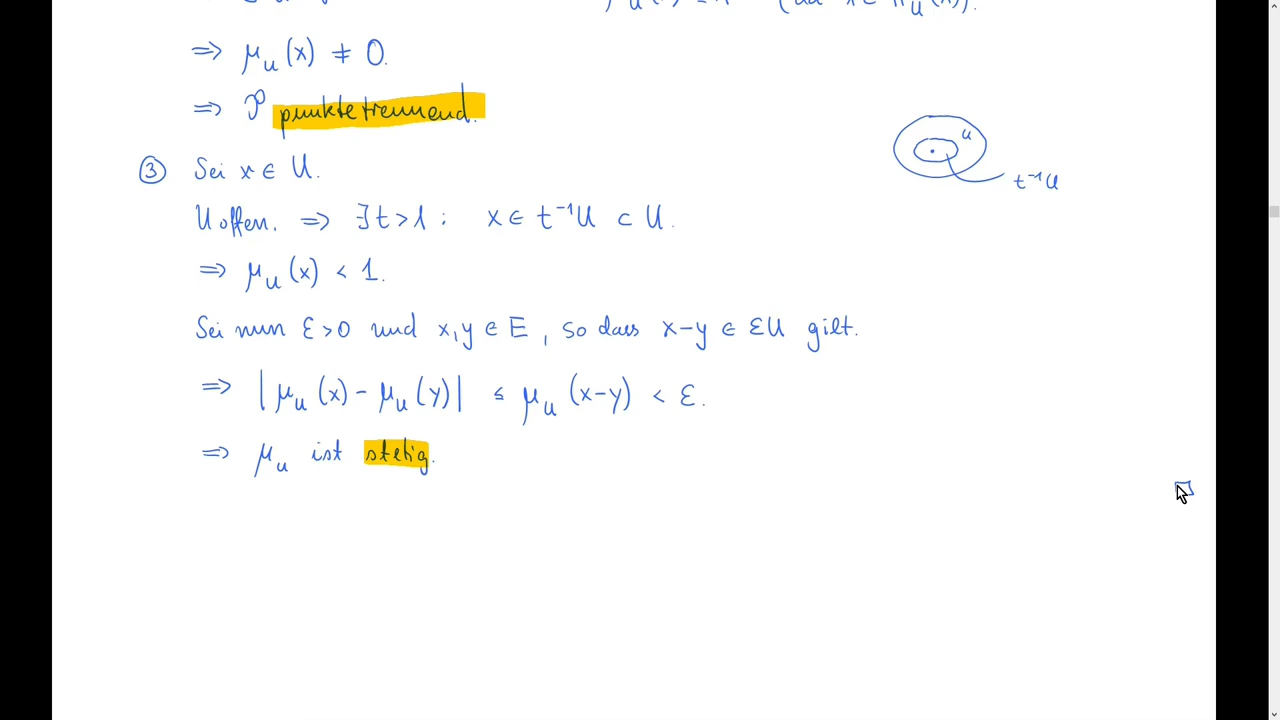 ⇒ μ_U(x) ≠ 0.
⇒ 𝒫 punktetrennend.
③ Sei x ∈ U.
U
t⁻¹U
U offen. ⇒ ∃ t > 1 : x ∈ t⁻¹U ⊂ U.
⇒ μ_U(x) < 1.
Sei nun ε > 0 und x, y ∈ E, so dass x-y ∈ εU gilt.
⇒ |μ_U(x) - μ_U(y)| ≤ μ_U(x-y) < ε.
⇒ μ_U ist stetig.